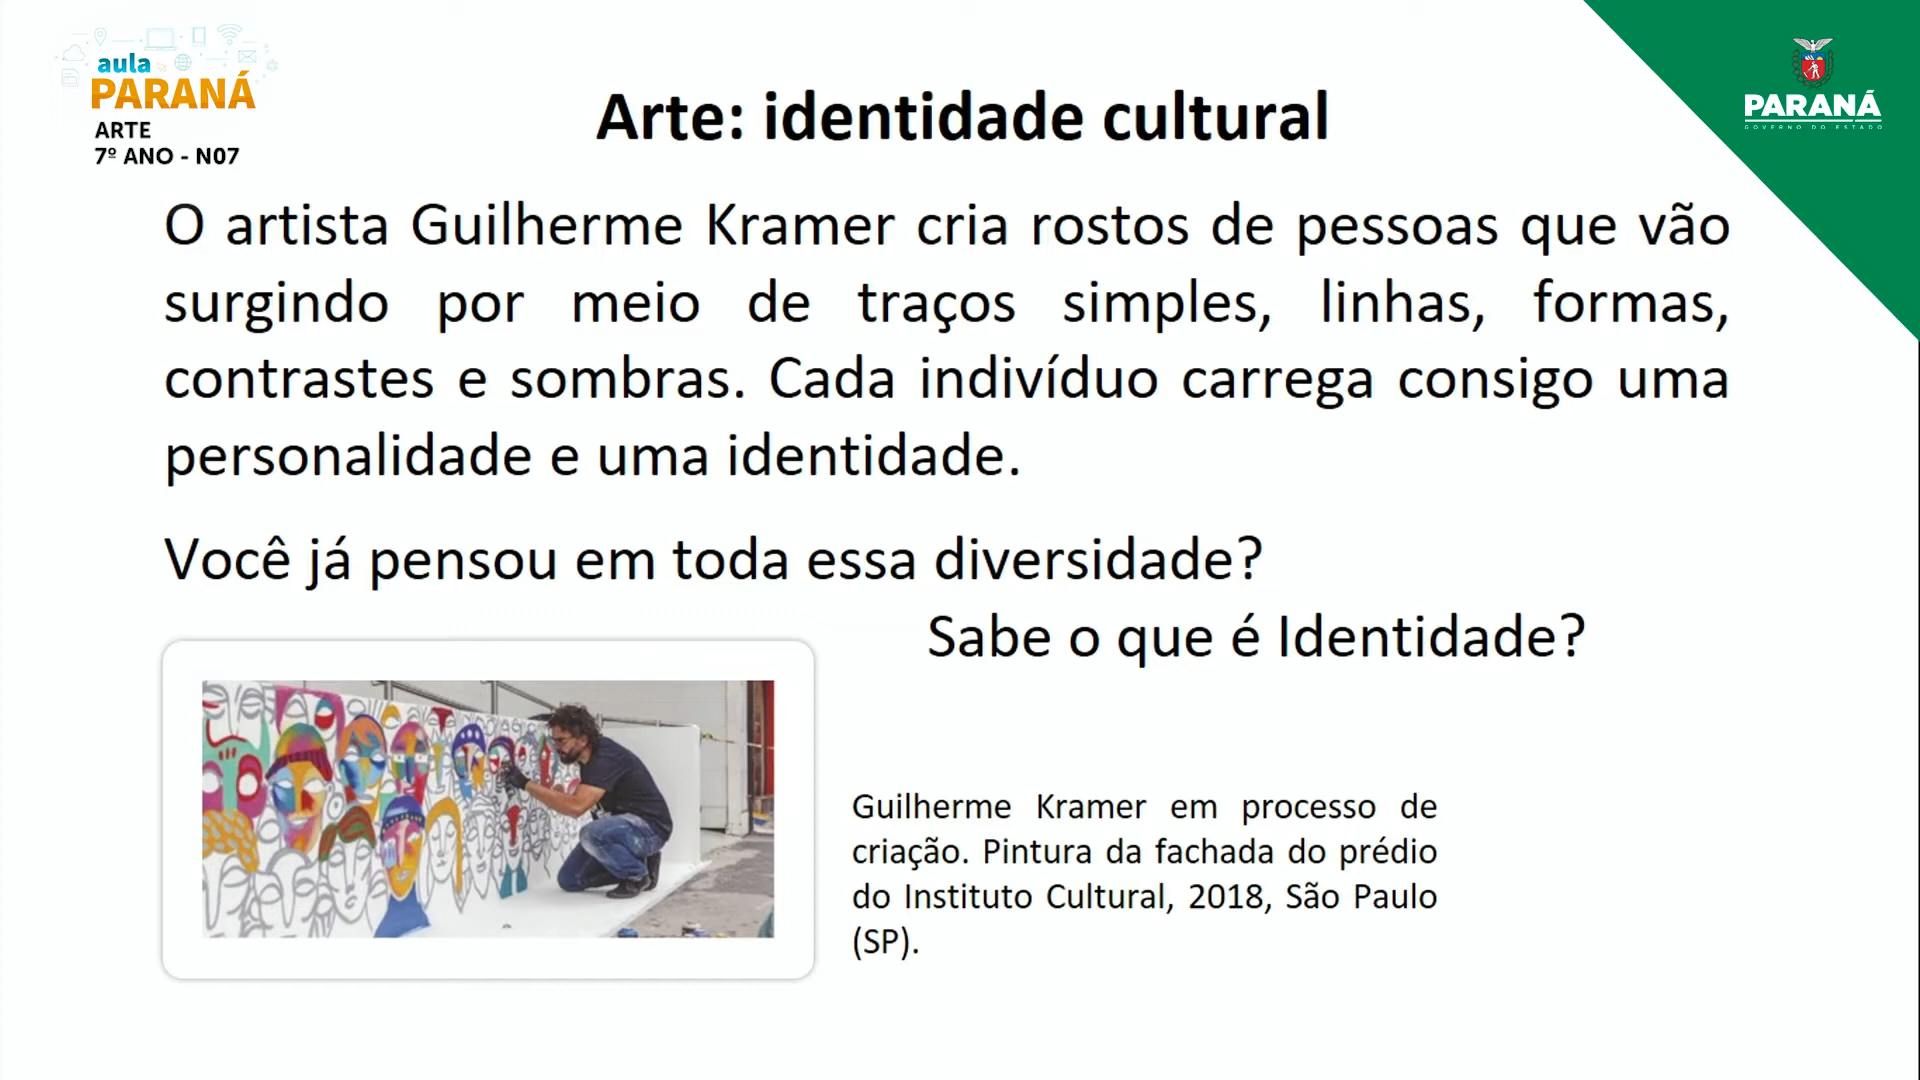 aula
PARANÁ
ARTE
7º ANO - N07
PARANÁ
GOVERNO DO ESTADO
Arte: identidade cultural
O artista Guilherme Kramer cria rostos de pessoas que vão
surgindo por meio de traços simples, linhas, formas,
contrastes e sombras. Cada indivíduo carrega consigo uma
personalidade e uma identidade.
Você já pensou em toda essa diversidade?
Sabe o que é Identidade?
Guilherme Kramer em processo de
criação. Pintura da fachada do prédio
do Instituto Cultural, 2018, São Paulo
(SP).